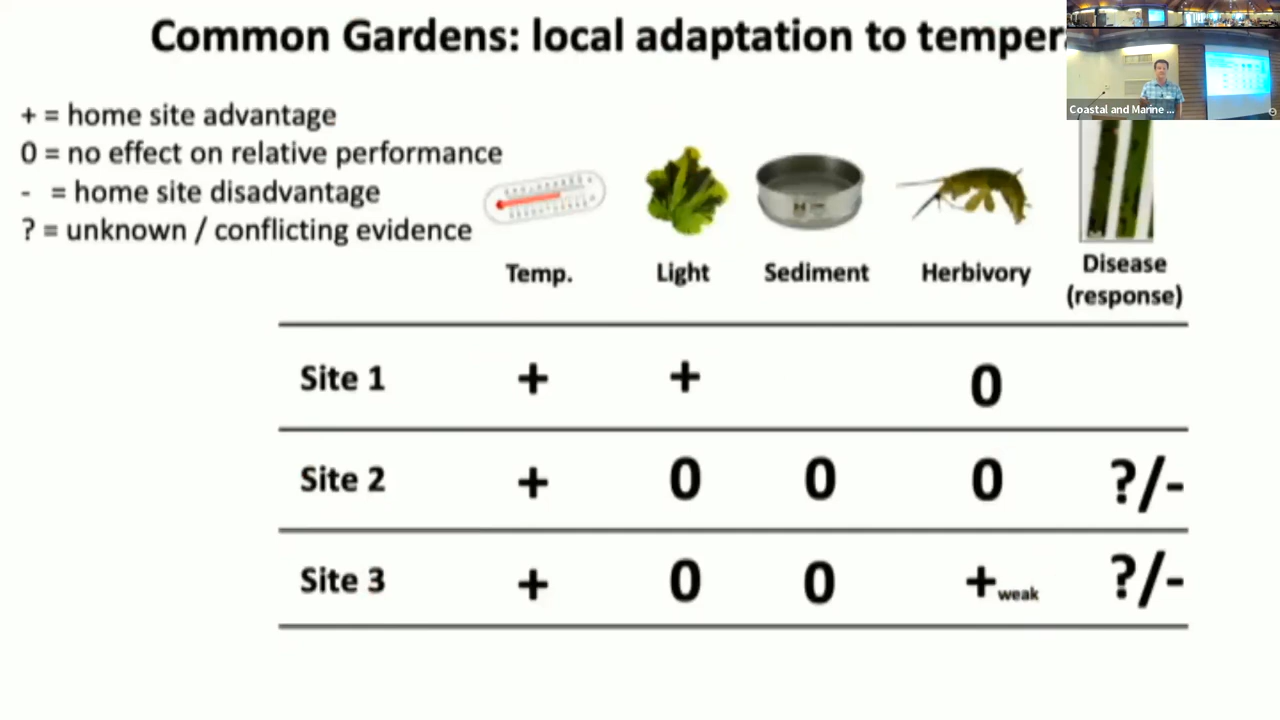 Common Gardens: local adaptation to temper
Coastal and Marine ...
+ = home site advantage
0 = no effect on relative performance
- = home site disadvantage
? = unknown / conflicting evidence
Temp. Light Sediment Herbivory Disease (response)
Site 1 + + 0
Site 2 + 0 0 0 ?/-
Site 3 + 0 0 +weak ?/-